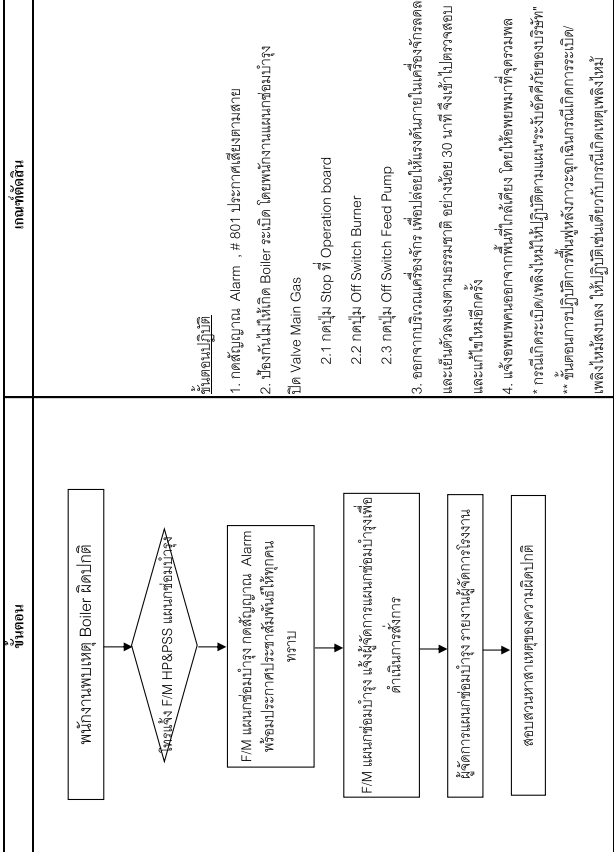 ขั้นตอน
พนักงานพบเหตุ Boiler ผิดปกติ
โทรแจ้ง F/M HP&PSS แผนกซ่อมบำรุง
F/M แผนกซ่อมบำรุง กดสัญญาณ Alarm
พร้อมประกาศประชาสัมพันธ์ให้ทุกคน
ทราบ
F/M แผนกซ่อมบำรุง แจ้งผู้จัดการแผนกซ่อมบำรุงเพื่อ
ดำเนินการสั่งการ
ผู้จัดการแผนกซ่อมบำรุง รายงานผู้จัดการโรงงาน
สอบสวนหาสาเหตุของความผิดปกติ
เกณฑ์ตัดสิน
ขั้นตอนปฏิบัติ
1. กดสัญญาณ Alarm , # 801 ประกาศเสียงตามสาย
2. ป้องกันไม่ให้เกิด Boiler ระเบิด โดยพนักงานแผนกซ่อมบำรุง
ปิด Valve Main Gas
2.1 กดปุ่ม Stop ที่ Operation board
2.2 กดปุ่ม Off Switch Burner
2.3 กดปุ่ม Off Switch Feed Pump
3. ออกจากบริเวณเครื่องจักร เพื่อปล่อยให้แรงดันภายในเครื่องจักรลดล
และเย็นตัวลงเองตามธรรมชาติ อย่างน้อย 30 นาที จึงเข้าไปตรวจสอบ
และแก้ไขใหม่อีกครั้ง
4. แจ้งอพยพคนออกจากพื้นที่ใกล้เคียง โดยให้อพยพมาที่จุดรวมพล
* กรณีเกิดระเบิด/เพลิงไหม้ให้ปฏิบัติตามแผน"ระงับอัคคีภัยของบริษัท"
** ขั้นตอนการปฏิบัติการฟื้นฟูหลังภาวะฉุกเฉินกรณีเกิดการระเบิด/
เพลิงไหม้สงบลง ให้ปฏิบัติเช่นเดียวกับกรณีเกิดเหตุเพลิงไหม้